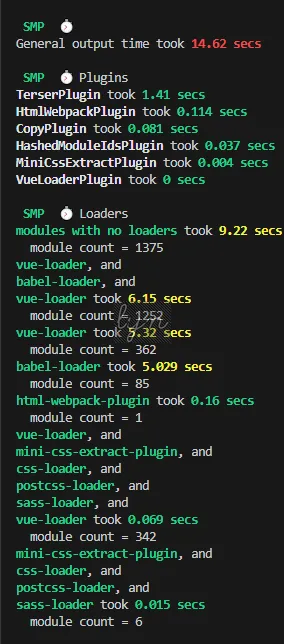 SMP ⏱
General output time took 14.62 secs
SMP ⏱ Plugins
TerserPlugin took 1.41 secs
HtmlWebpackPlugin took 0.114 secs
CopyPlugin took 0.081 secs
HashedModuleIdsPlugin took 0.037 secs
MiniCssExtractPlugin took 0.004 secs
VueLoaderPlugin took 0 secs
SMP ⏱ Loaders
modules with no loaders took 9.22 secs
module count = 1375
vue-loader, and
babel-loader, and
vue-loader took 6.15 secs
module count = 1252
vue-loader took 5.32 secs
module count = 362
babel-loader took 5.029 secs
module count = 85
html-webpack-plugin took 0.16 secs
module count = 1
vue-loader, and
mini-css-extract-plugin, and
css-loader, and
postcss-loader, and
sass-loader, and
vue-loader took 0.069 secs
module count = 342
mini-css-extract-plugin, and
css-loader, and
postcss-loader, and
sass-loader took 0.015 secs
module count = 6